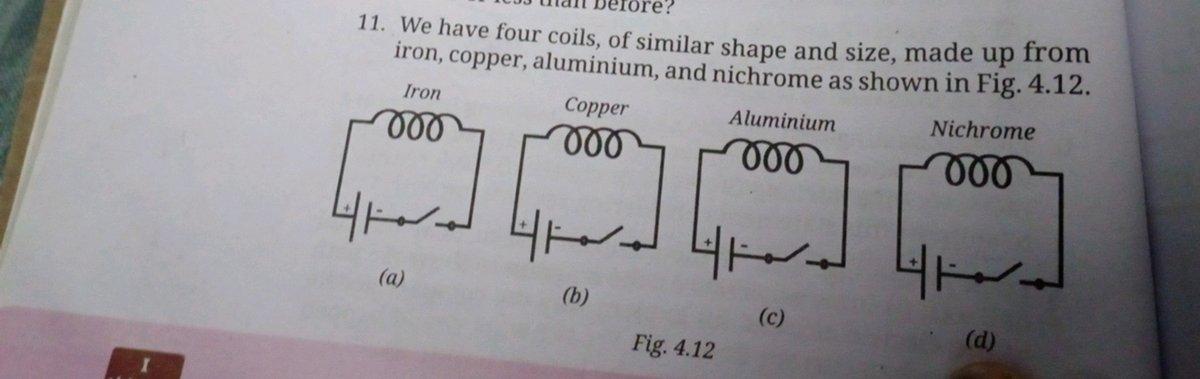 than before?
11. We have four coils, of similar shape and size, made up from
iron, copper, aluminium, and nichrome as shown in Fig. 4.12.
Iron Copper Aluminium Nichrome
+ - + - + - + -
(a) (b) (c) (d)
Fig. 4.12
I